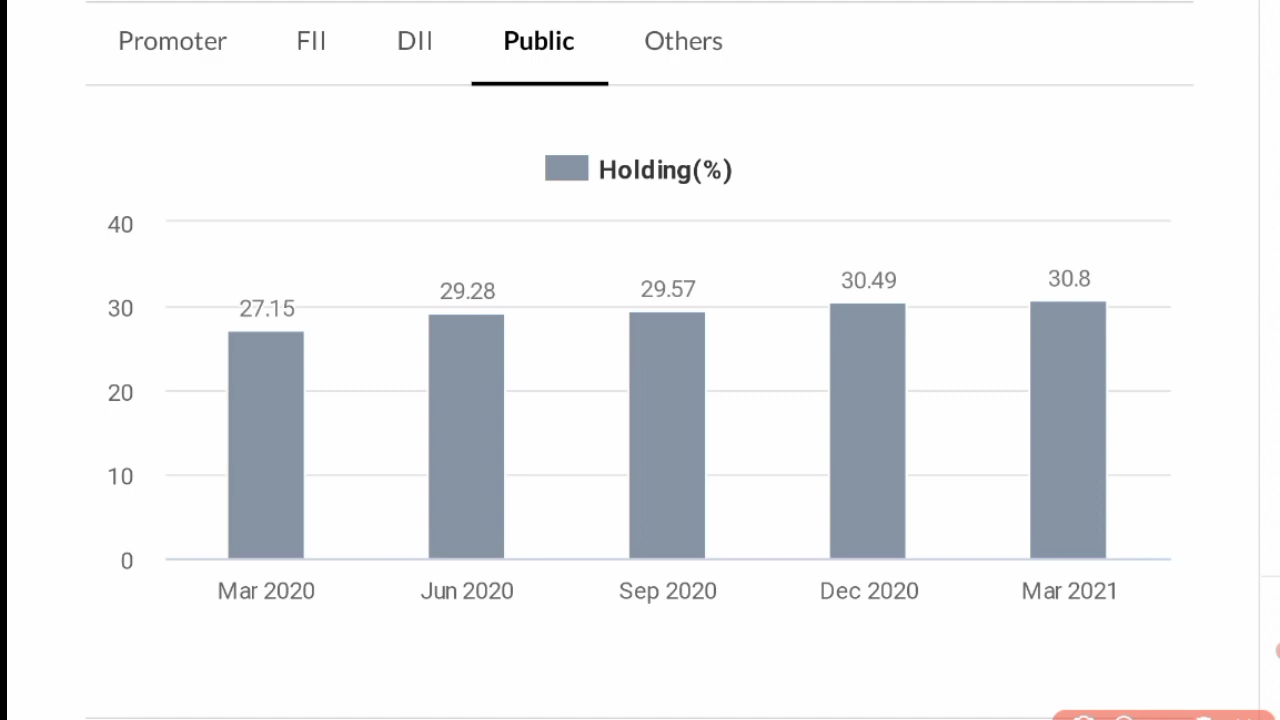 Promoter FII DII Public Others
Holding(%)
40
30
20
10
0
27.15 29.28 29.57 30.49 30.8
Mar 2020 Jun 2020 Sep 2020 Dec 2020 Mar 2021